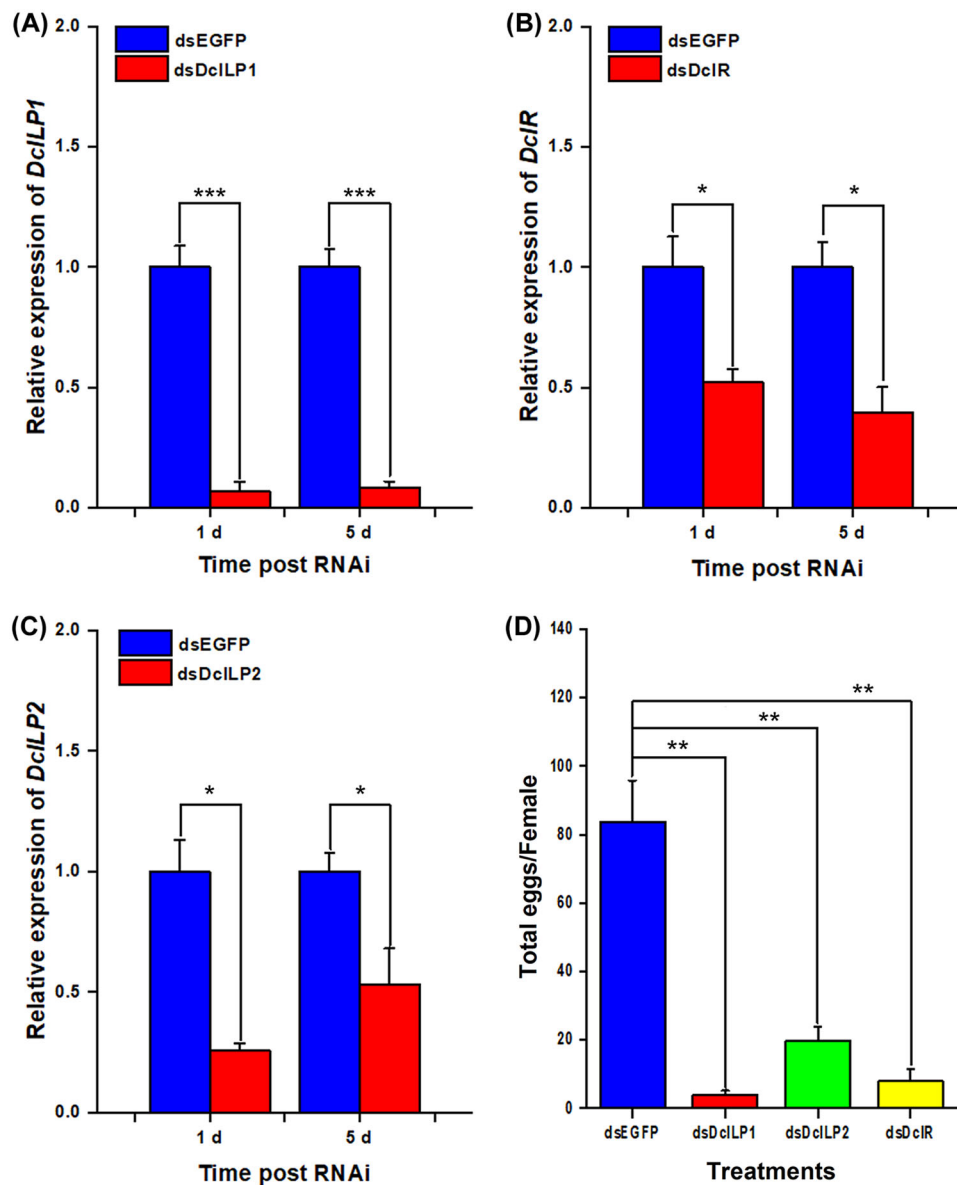 (A)
2.0
dsEGFP
dsDcILP1
1.5
1.0
0.5
0.0
Relative expression of DcILP1
***
***
1 d
5 d
Time post RNAi
(B)
2.0
dsEGFP
dsDcIR
1.5
1.0
0.5
0.0
Relative expression of DcIR
*
*
1 d
5 d
Time post RNAi
(C)
2.0
dsEGFP
dsDcILP2
1.5
1.0
0.5
0.0
Relative expression of DcILP2
*
*
1 d
5 d
Time post RNAi
(D)
140
120
100
80
60
40
20
0
Total eggs/Female
**
**
**
dsEGFP
dsDcILP1
dsDcILP2
dsDcIR
Treatments